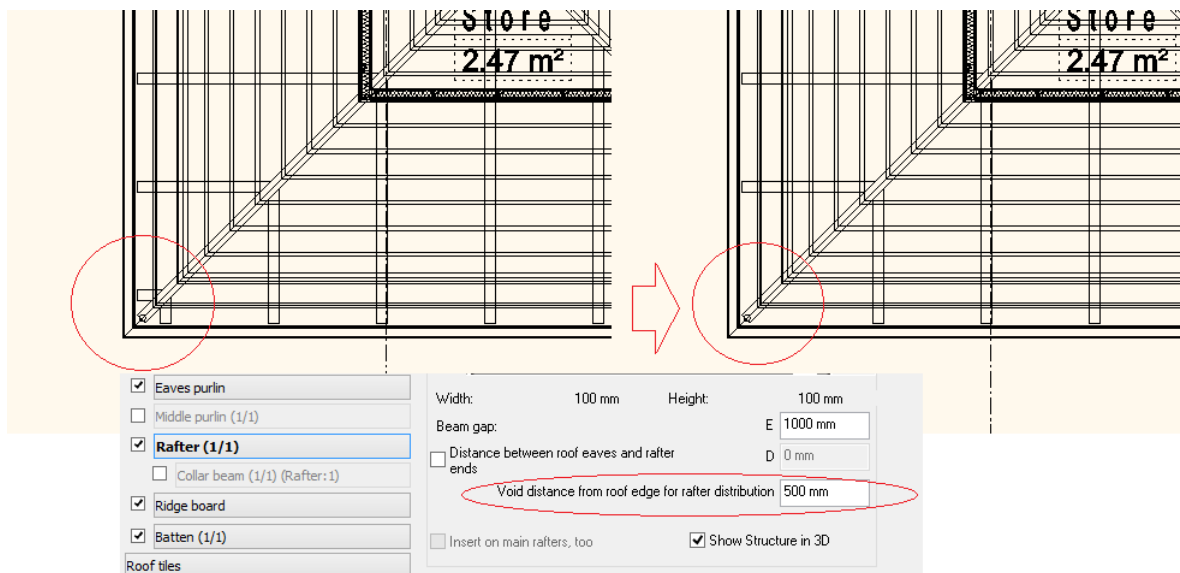 Store
2.47 m²
Store
2.47 m²
Eaves purlin
Middle purlin (1/1)
Rafter (1/1)
Collar beam (1/1) (Rafter:1)
Ridge board
Batten (1/1)
Roof tiles
Width: 100 mm Height: 100 mm
Beam gap: E 1000 mm
Distance between roof eaves and rafter
ends
D 0 mm
Void distance from roof edge for rafter distribution 500 mm
Insert on main rafters, too Show Structure in 3D